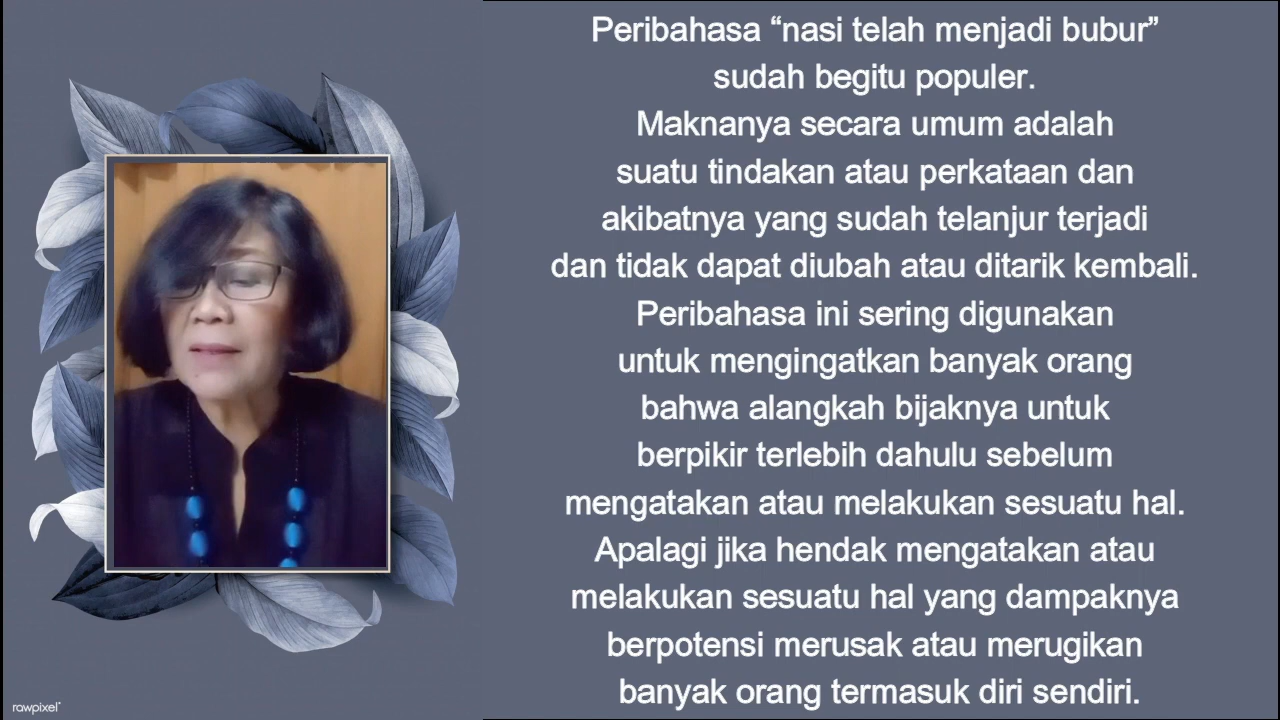 Peribahasa “nasi telah menjadi bubur”
sudah begitu populer.
Maknanya secara umum adalah
suatu tindakan atau perkataan dan
akibatnya yang sudah telanjur terjadi
dan tidak dapat diubah atau ditarik kembali.
Peribahasa ini sering digunakan
untuk mengingatkan banyak orang
bahwa alangkah bijaknya untuk
berpikir terlebih dahulu sebelum
mengatakan atau melakukan sesuatu hal.
Apalagi jika hendak mengatakan atau
melakukan sesuatu hal yang dampaknya
berpotensi merusak atau merugikan
banyak orang termasuk diri sendiri.
rawpixel